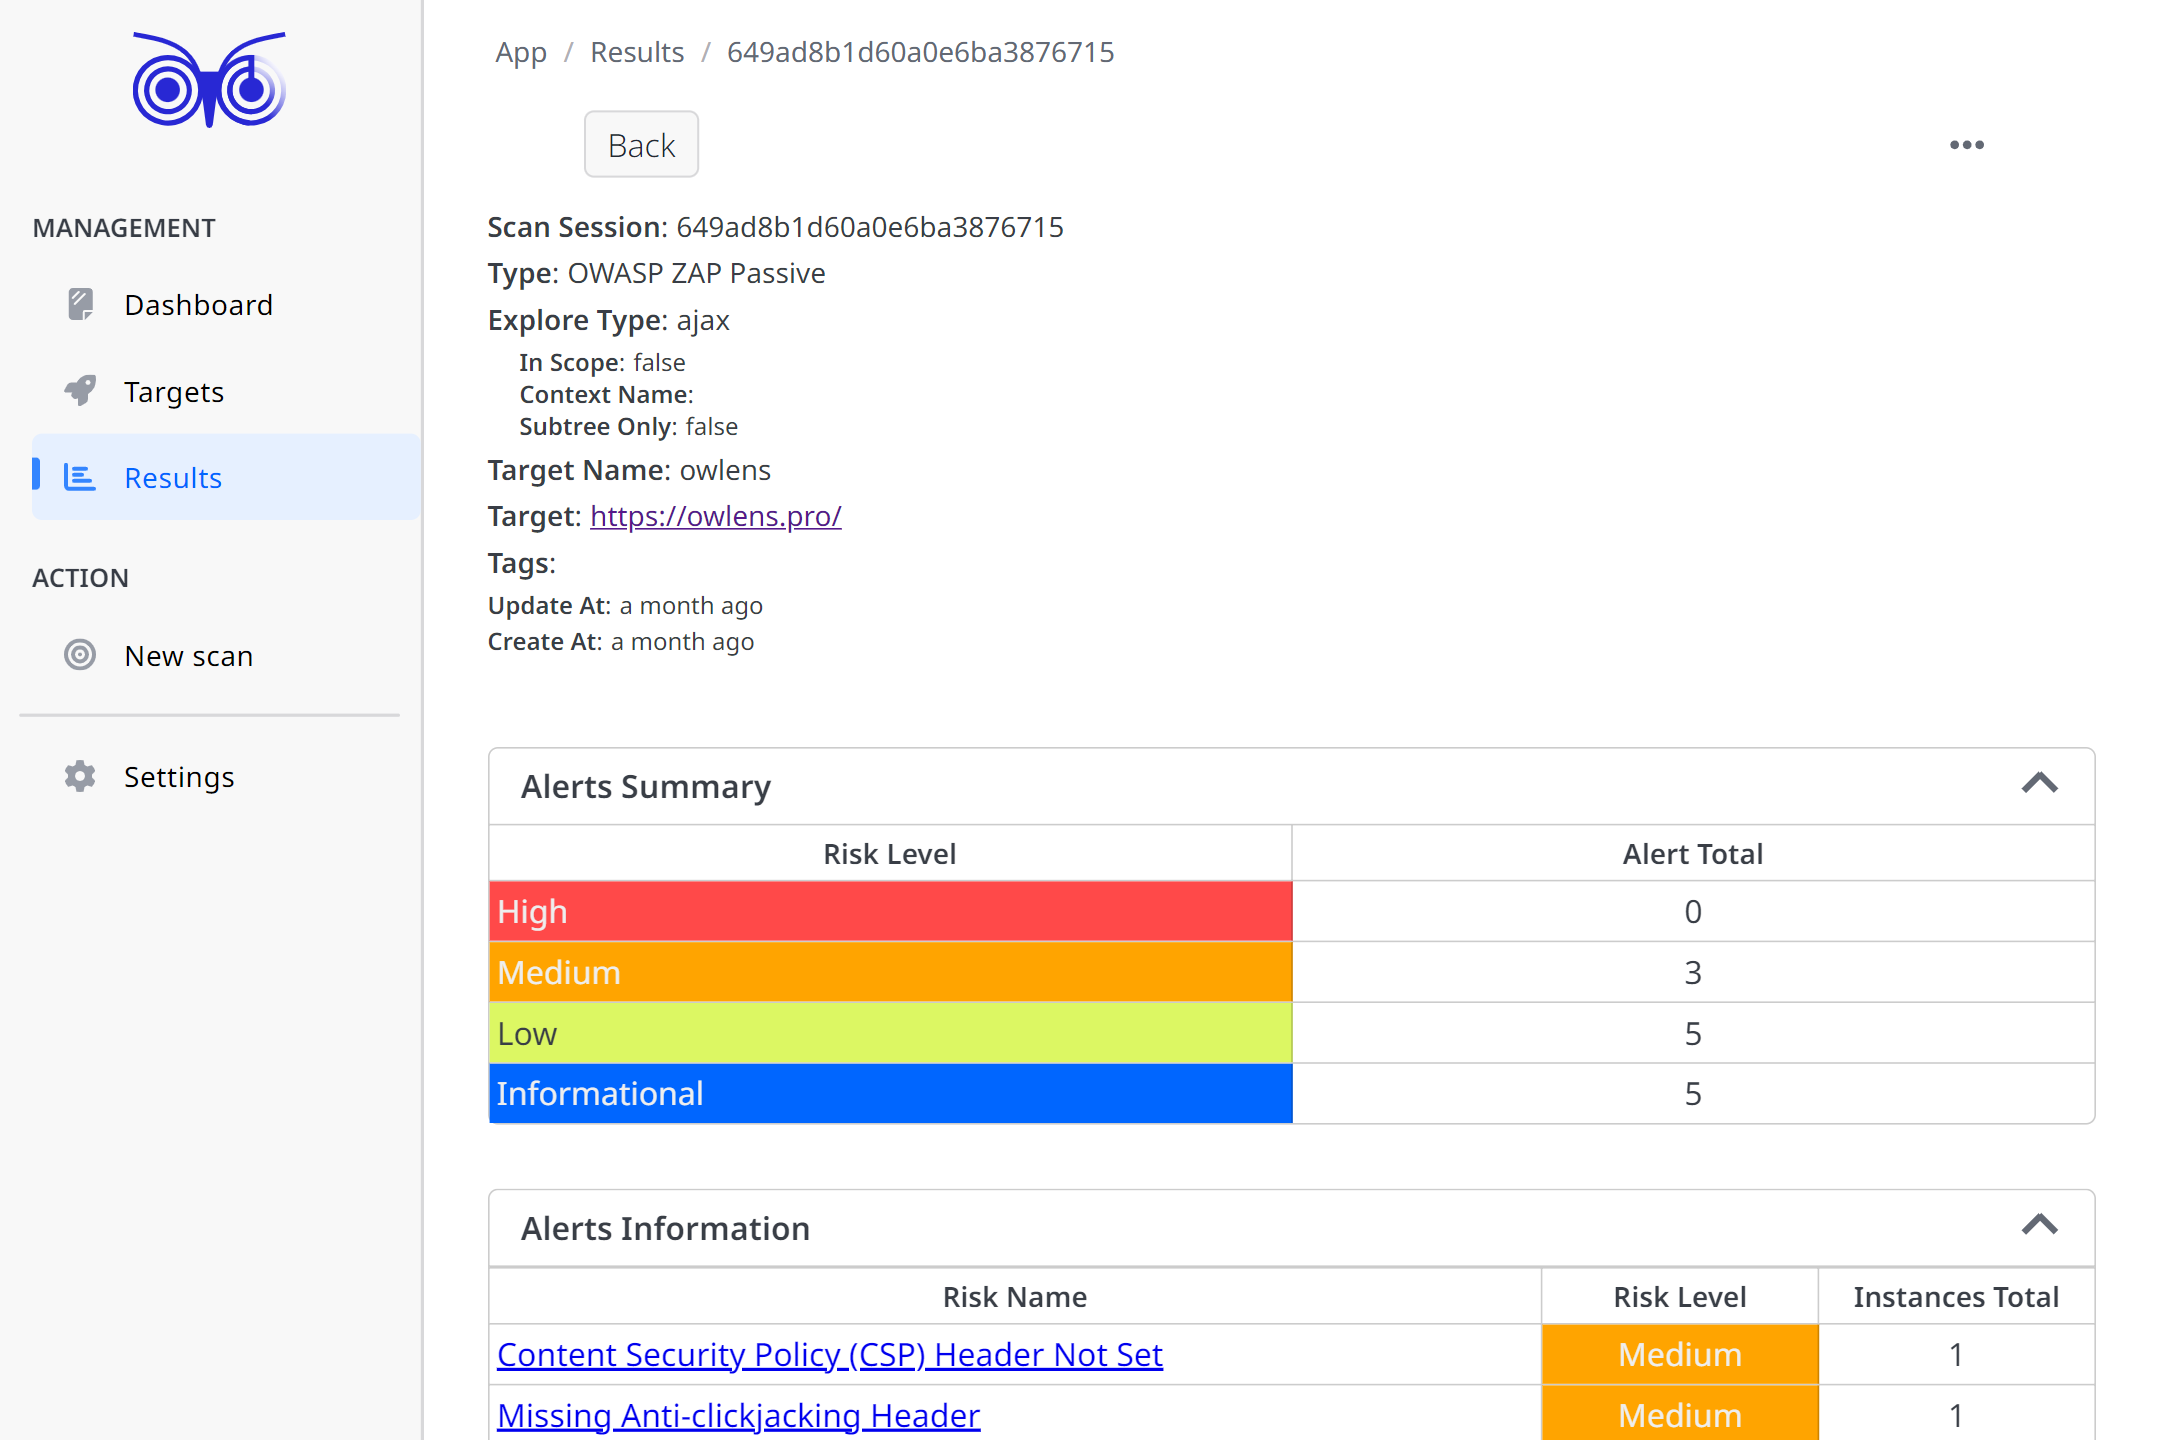 App / Results / 649ad8b1d60a0e6ba3876715
Back
MANAGEMENT
Dashboard
Targets
Results
ACTION
New scan
Settings
Scan Session: 649ad8b1d60a0e6ba3876715
Type: OWASP ZAP Passive
Explore Type: ajax
In Scope: false
Context Name:
Subtree Only: false
Target Name: owlens
Target: https://owlens.pro/
Tags:
Update At: a month ago
Create At: a month ago
Alerts Summary
Risk Level Alert Total
High 0
Medium 3
Low 5
Informational 5
Alerts Information
Risk Name Risk Level Instances Total
Content Security Policy (CSP) Header Not Set Medium 1
Missing Anti-clickjacking Header Medium 1